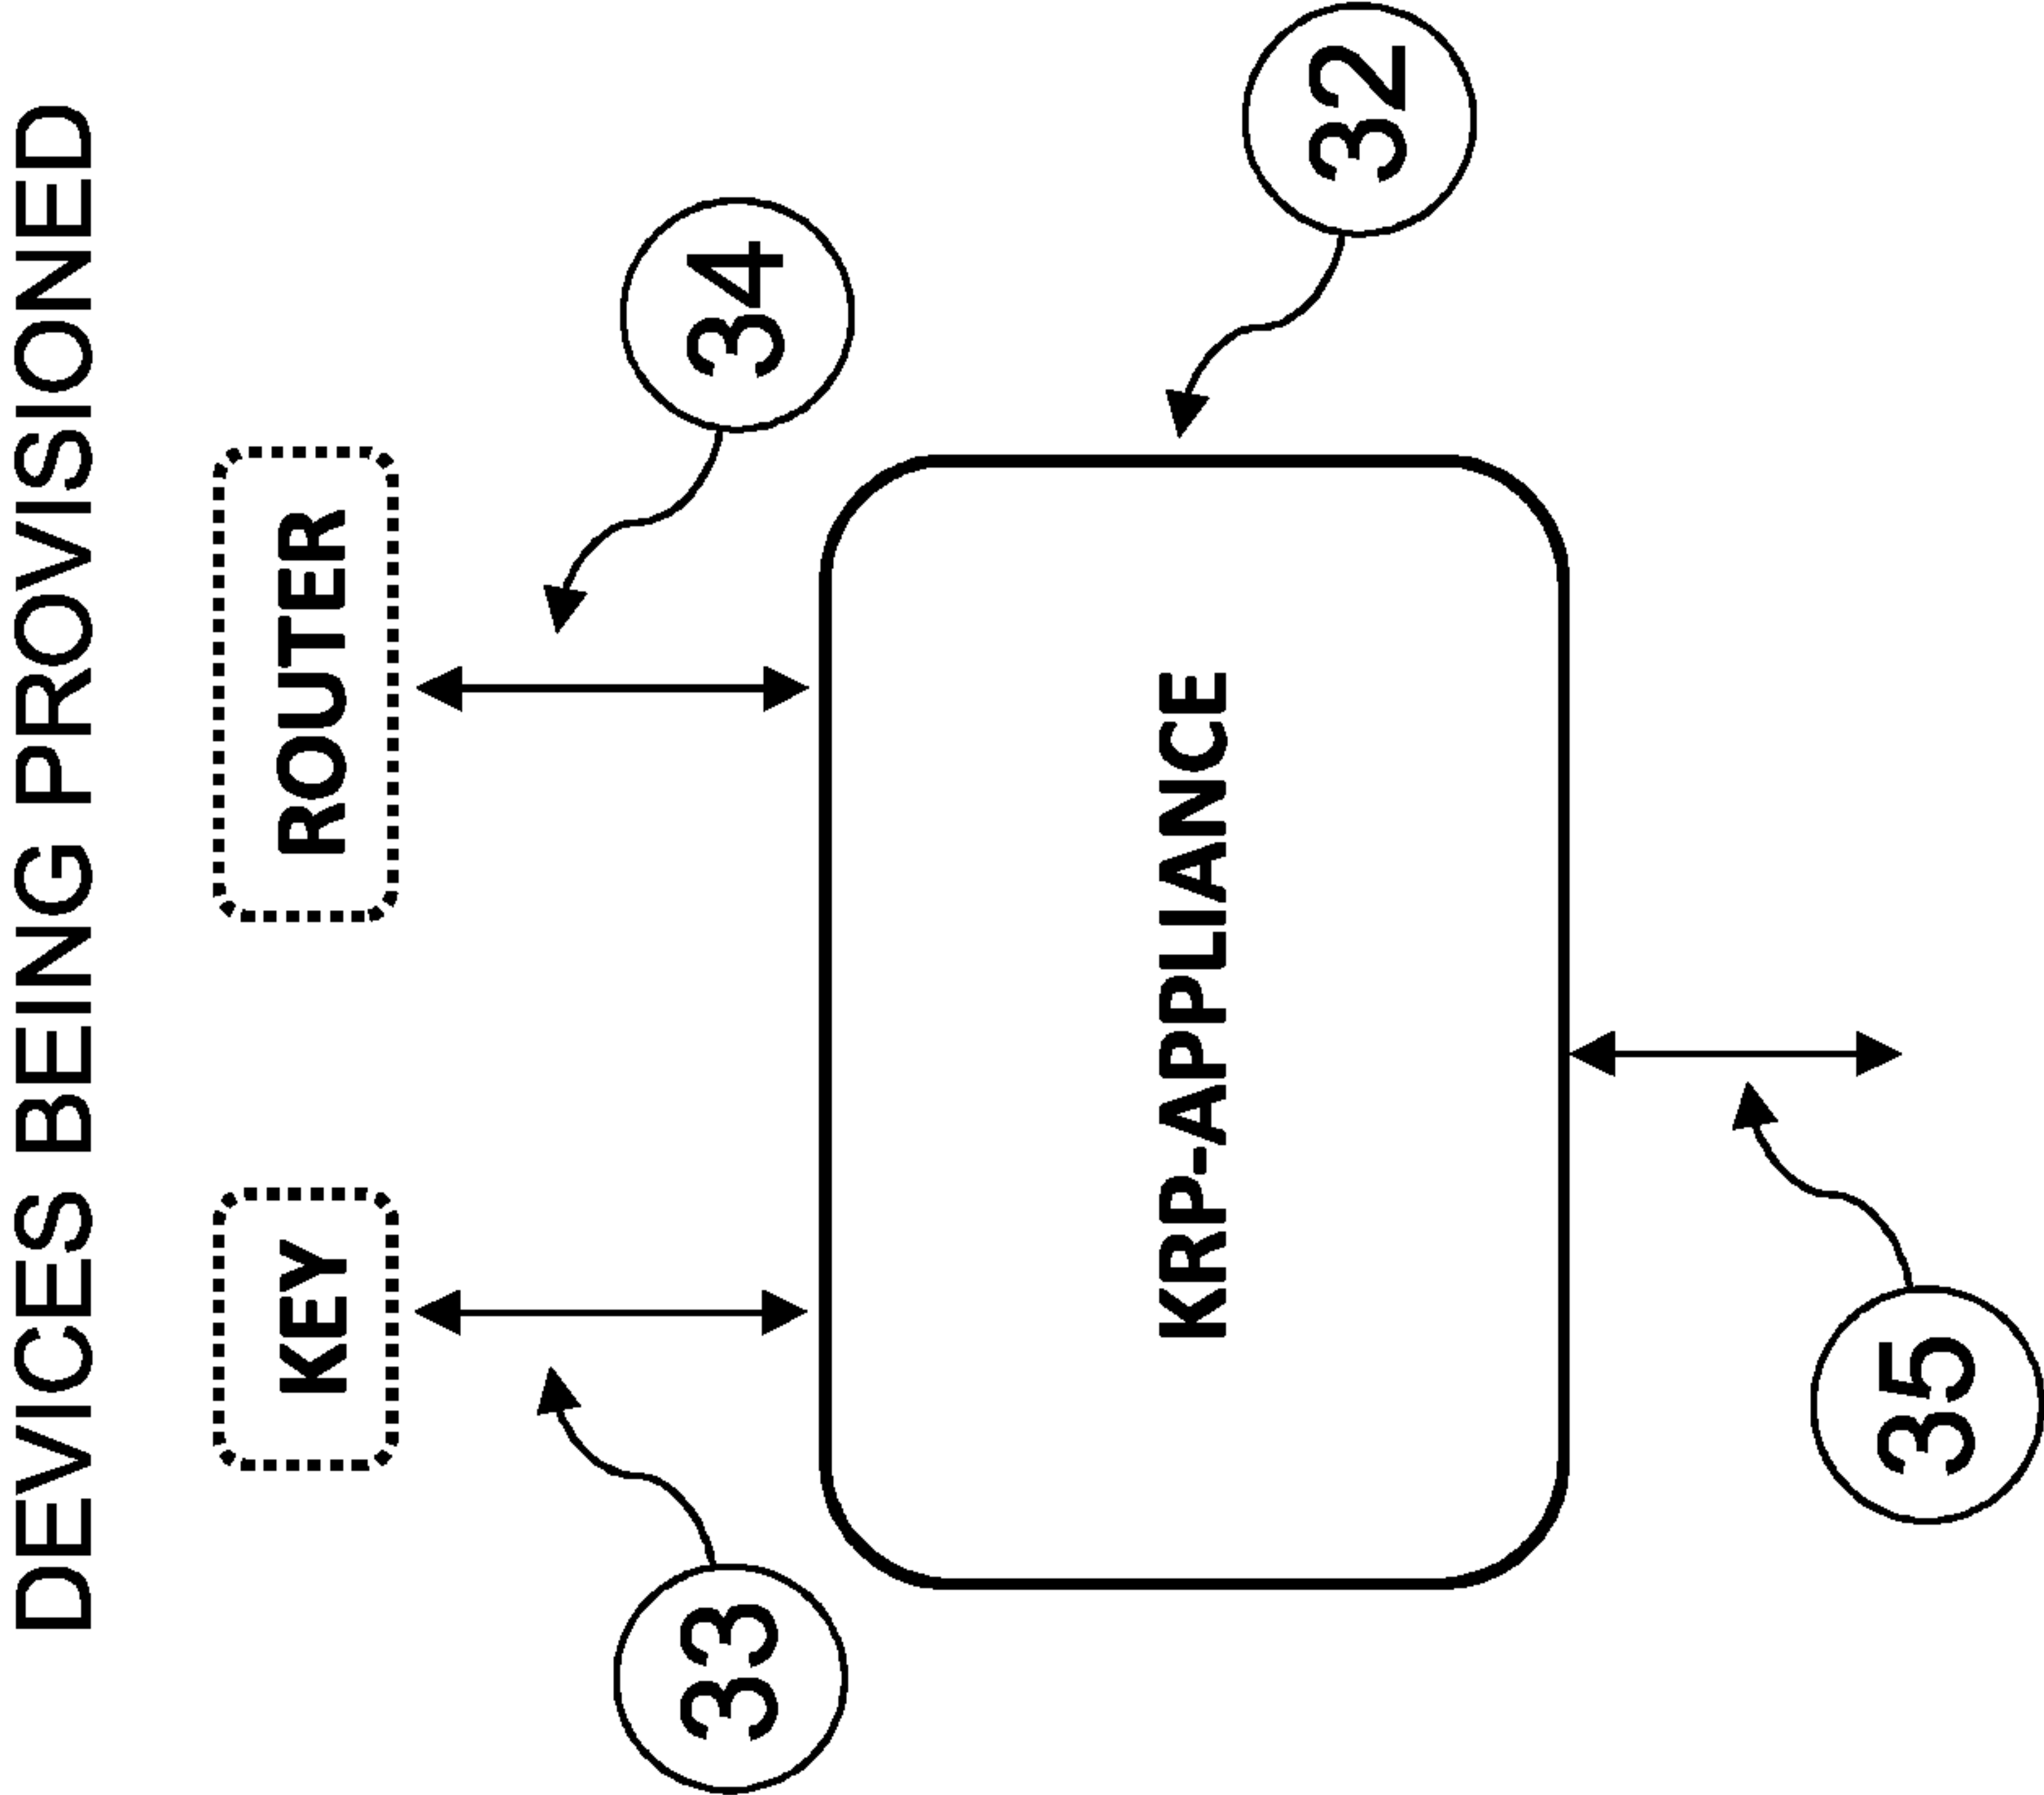 DEVICES BEING PROVISIONED
KEY
ROUTER
33
34
KRP-APPLIANCE
32
35